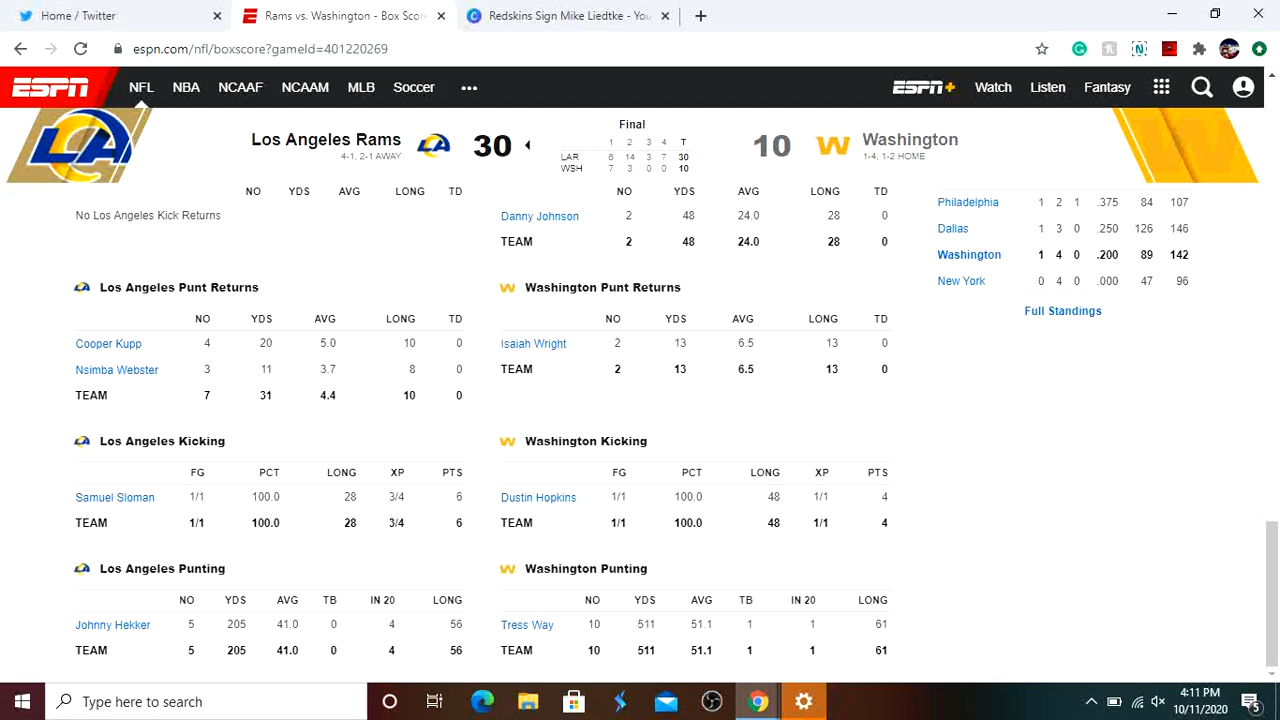 Home / Twitter
Rams vs. Washington - Box Scor
Redskins Sign Mike Liedtke - You
espn.com/nfl/boxscore?gameId=401220269
ESPN NFL NBA NCAAF NCAAM MLB Soccer ••• ESPN+ Watch Listen Fantasy
Final
Los Angeles Rams 30 10 W Washington
4-1, 2-1 AWAY 1-4, 1-2 HOME
1 2 3 4 T
LAR 6 14 3 7 30
WSH 7 3 0 0 10
NO YDS AVG LONG TD
No Los Angeles Kick Returns
NO YDS AVG LONG TD
Danny Johnson 2 48 24.0 28 0
TEAM 2 48 24.0 28 0
Philadelphia 1 2 1 .375 84 107
Dallas 1 3 0 .250 126 146
Washington 1 4 0 .200 89 142
New York 0 4 0 .000 47 96
Full Standings
Los Angeles Punt Returns
NO YDS AVG LONG TD
Cooper Kupp 4 20 5.0 10 0
Nsimba Webster 3 11 3.7 8 0
TEAM 7 31 4.4 10 0
Washington Punt Returns
NO YDS AVG LONG TD
Isaiah Wright 2 13 6.5 13 0
TEAM 2 13 6.5 13 0
Los Angeles Kicking
FG PCT LONG XP PTS
Samuel Sloman 1/1 100.0 28 3/4 6
TEAM 1/1 100.0 28 3/4 6
Washington Kicking
FG PCT LONG XP PTS
Dustin Hopkins 1/1 100.0 48 1/1 4
TEAM 1/1 100.0 48 1/1 4
Los Angeles Punting
NO YDS AVG TB IN 20 LONG
Johnny Hekker 5 205 41.0 0 4 56
TEAM 5 205 41.0 0 4 56
Washington Punting
NO YDS AVG TB IN 20 LONG
Tress Way 10 511 51.1 1 1 61
TEAM 10 511 51.1 1 1 61
Type here to search
4:11 PM
10/11/2020
5